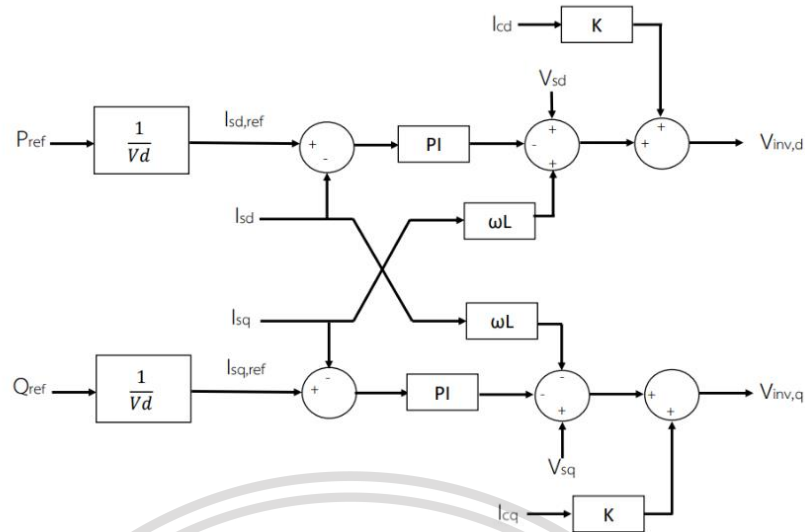 Icd
K
Vsd
Pref
1
Vd
Isd,ref
+
-
PI
-
+
+
+
+
Vinv,d
Isd
ωL
Isq
ωL
Qref
1
Vd
Isq,ref
-
+
PI
-
-
+
+
+
Vinv,q
Vsq
Icq
K